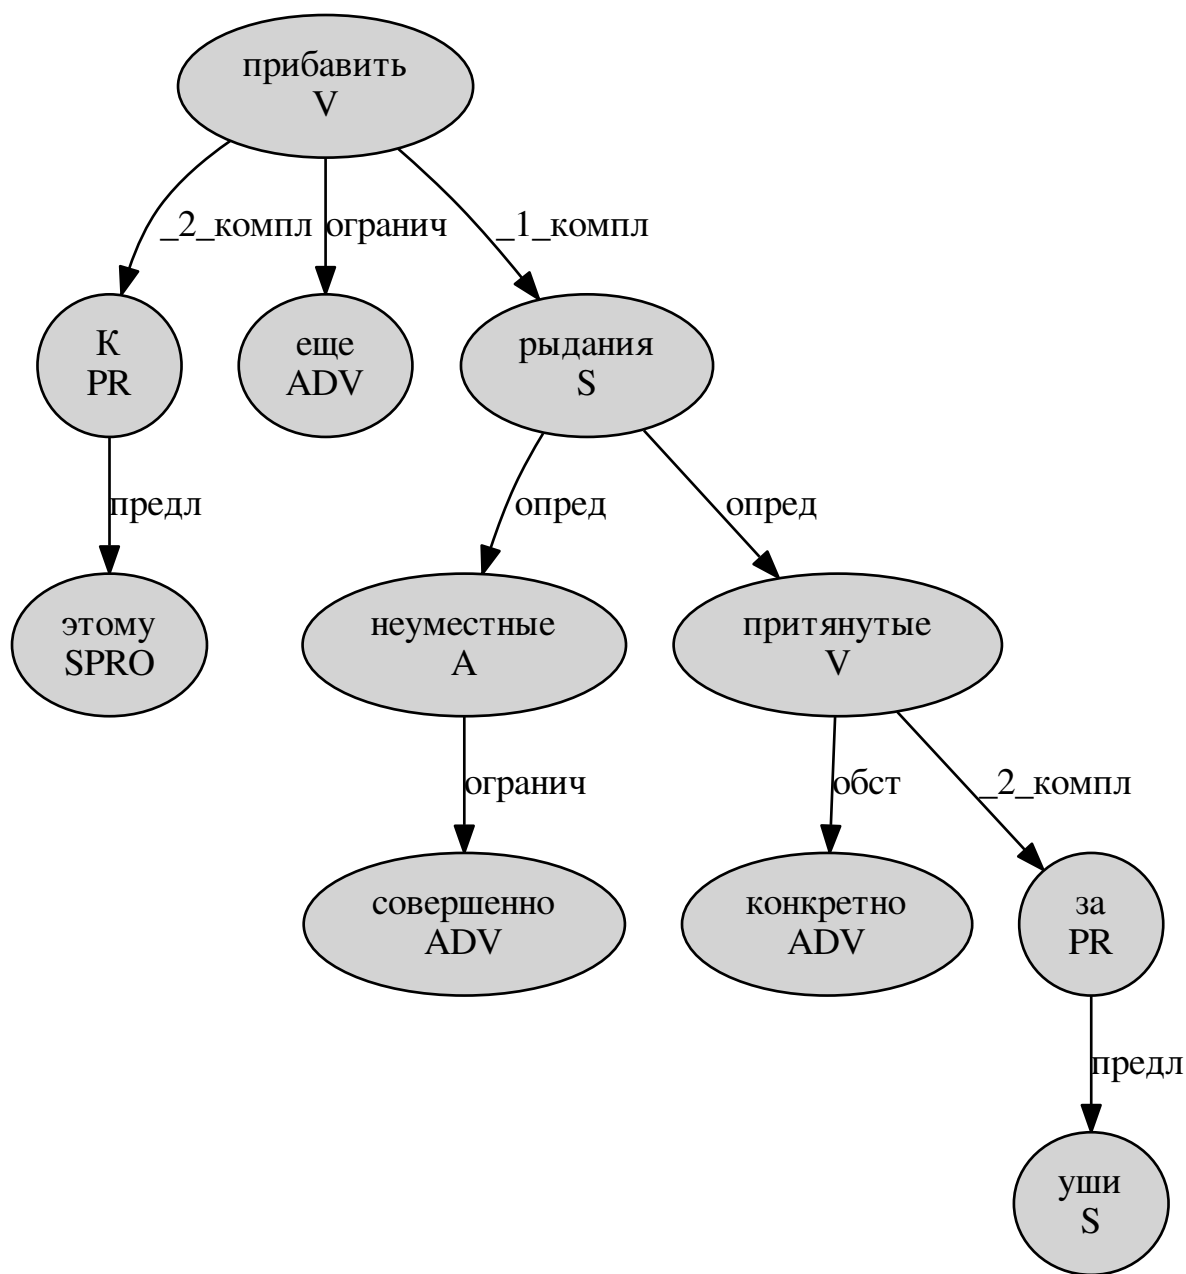 прибавить
V
_2_компл
огранич
_1_компл
К
PR
еще
ADV
рыдания
S
предл
опред
опред
этому
SPRO
неуместные
A
притянутые
V
огранич
обст
_2_компл
совершенно
ADV
конкретно
ADV
за
PR
предл
уши
S